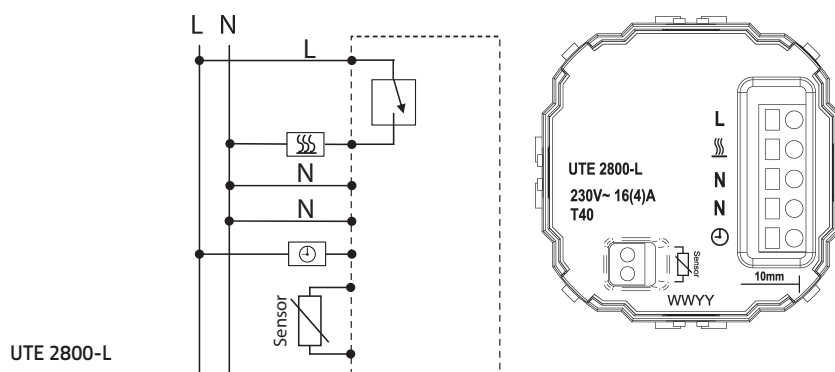 L N
L
N
N
Sensor
UTE 2800-L
L
N
N
UTE 2800-L
230V~ 16(4)A
T40
Sensor
10mm
WWYY